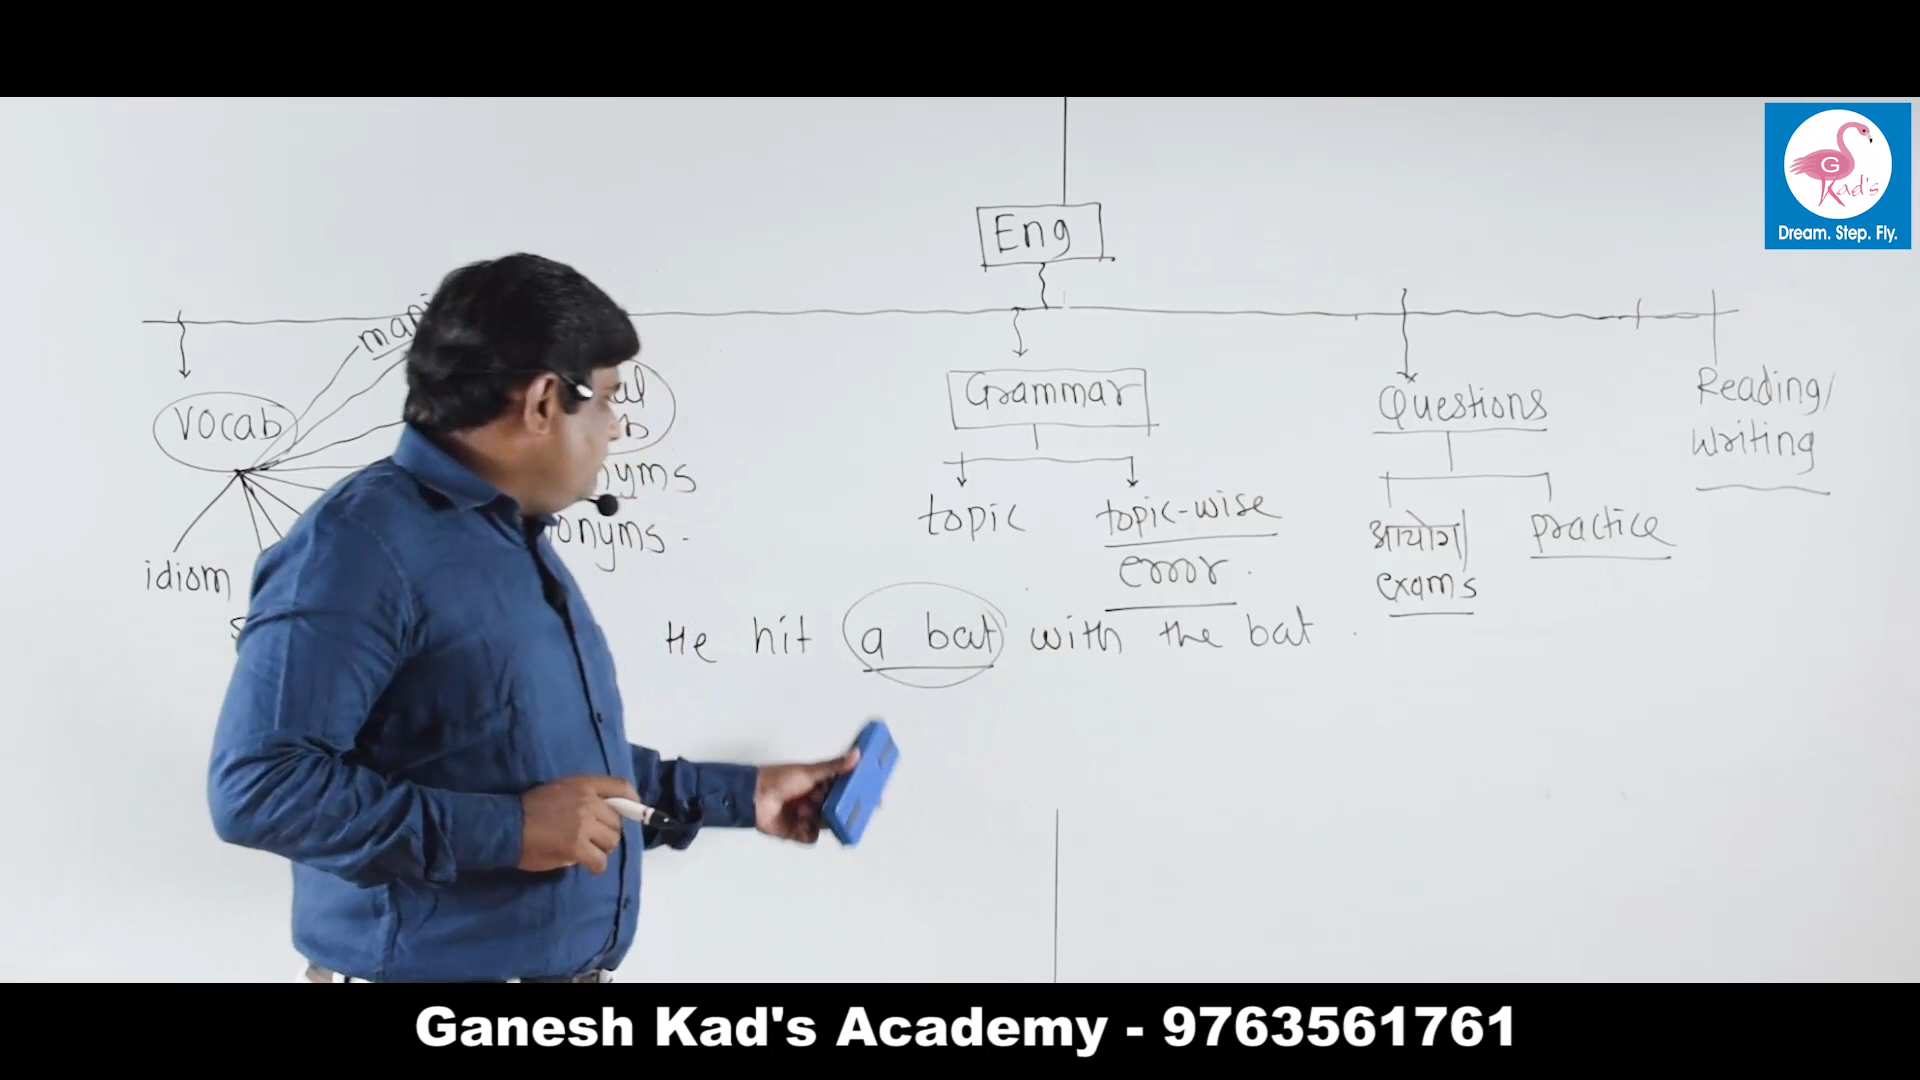 G
Kad's
Dream. Step. Fly.
Eng
vocab
Grammar
Questions
Reading/
writing
topic
topic-wise
error.
आयोग/
exams
practice
idiom
He hit a bat with the bat.
Ganesh Kad's Academy - 9763561761